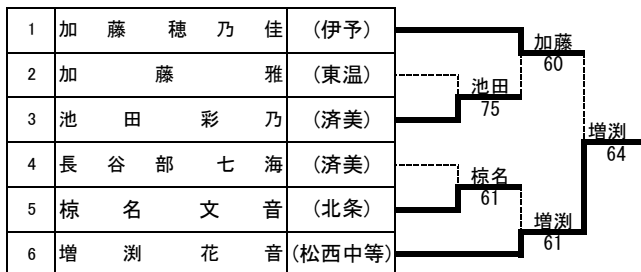 1 加藤穂乃佳 (伊予)
2 加藤雅 (東温)
3 池田彩乃 (済美)
4 長谷部七海 (済美)
5 椋名文音 (北条)
6 増渕花音 (松西中等)
加藤
60
池田
75
椋名
61
増渕
61
増渕
64